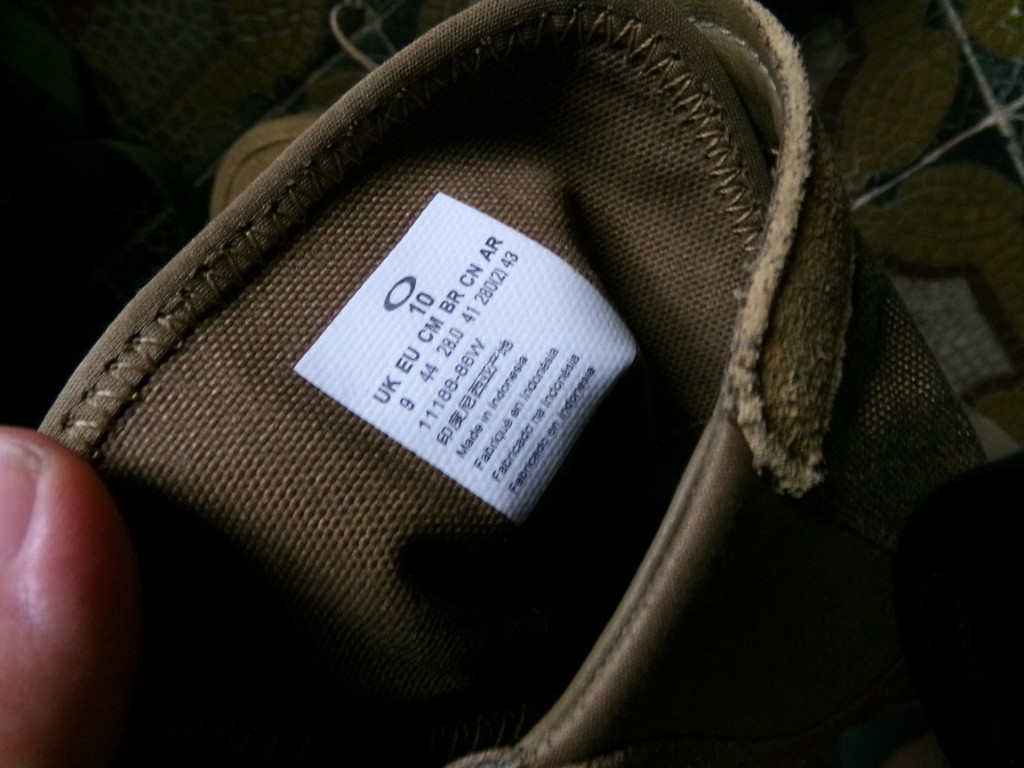 10
UK EU CM BR CN AR
9 44 28.0 41 280(2) 43
11188-86W
印度尼西亚产地
Made in Indonesia
Fabriqué en Indonésie
Fabricado na Indonésia
Fabricado en Indonesia